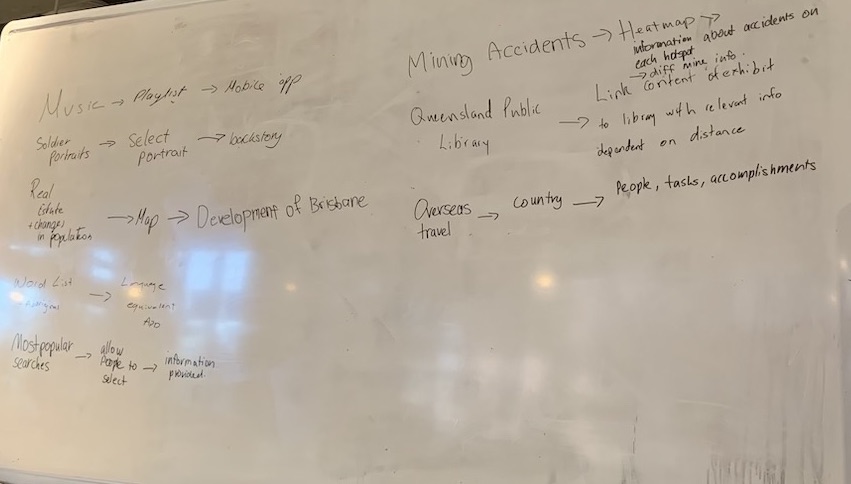 Music → Playlist → Mobile app
Soldier portraits → Select portrait → backstory
Real Estate + changes in population → Map → Development of Brisbane
Word List → Language equivalent
Most popular searches → allow People to select → information provided.
Mining Accidents → Heatmap →
information about accidents on
each hotspot
→ diff mine info.
Queensland Public Library → Link content of exhibit
to library with relevant info
dependent on distance
Overseas travel → Country → People, tasks, accomplishments